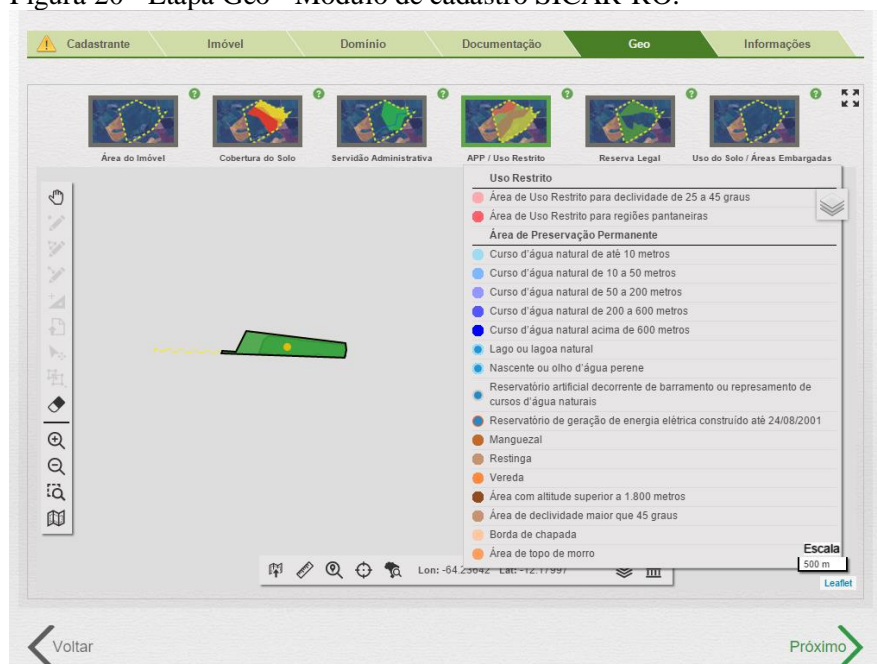 Figura 20 - Etapa Geo - Módulo de cadastro SICAR-RO.
Cadastrante
Imóvel
Domínio
Documentação
Geo
Informações
Área do Imóvel
Cobertura do Solo
Servidão Administrativa
APP / Uso Restrito
Reserva Legal
Uso do Solo / Áreas Embargadas
Uso Restrito
Área de Uso Restrito para declividade de 25 a 45 graus
Área de Uso Restrito para regiões pantaneiras
Área de Preservação Permanente
Curso d'água natural de até 10 metros
Curso d'água natural de 10 a 50 metros
Curso d'água natural de 50 a 200 metros
Curso d'água natural de 200 a 600 metros
Curso d'água natural acima de 600 metros
Lago ou lagoa natural
Nascente ou olho d'água perene
Reservatório artificial decorrente de barramento ou represamento de
cursos d'água naturais
Reservatório de geração de energia elétrica construído até 24/08/2001
Manguezal
Restinga
Vereda
Área com altitude superior a 1.800 metros
Área de declividade maior que 45 graus
Borda de chapada
Área de topo de morro
Escala
500 m
Lon: -64.23642 Lat: -12.17997
Leaflet
Voltar
Próximo